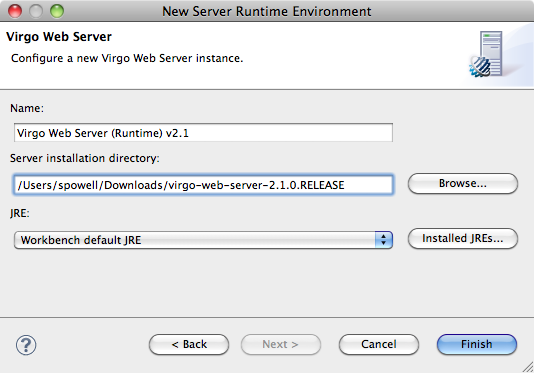 New Server Runtime Environment
Virgo Web Server
Configure a new Virgo Web Server instance.
Name:
Virgo Web Server (Runtime) v2.1
Server installation directory:
/Users/spowell/Downloads/virgo-web-server-2.1.0.RELEASE
Browse...
JRE:
Workbench default JRE
Installed JREs...
?
< Back
Next >
Cancel
Finish